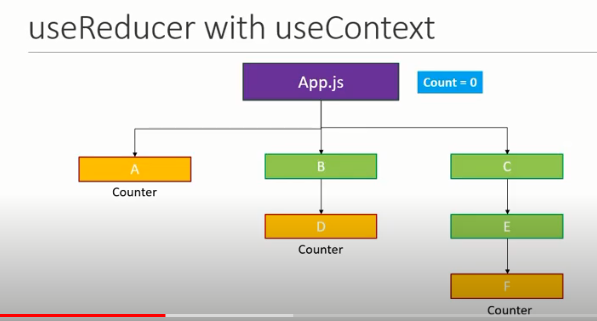 useReducer with useContext
App.js
Count = 0
A
B
C
Counter
D
E
Counter
F
Counter